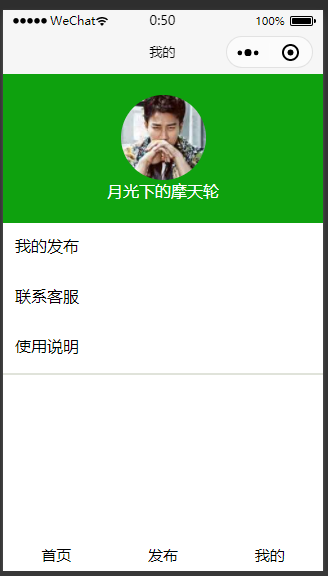 WeChat 0:50 100%
我的
月光下的摩天轮
我的发布
联系客服
使用说明
首页 发布 我的